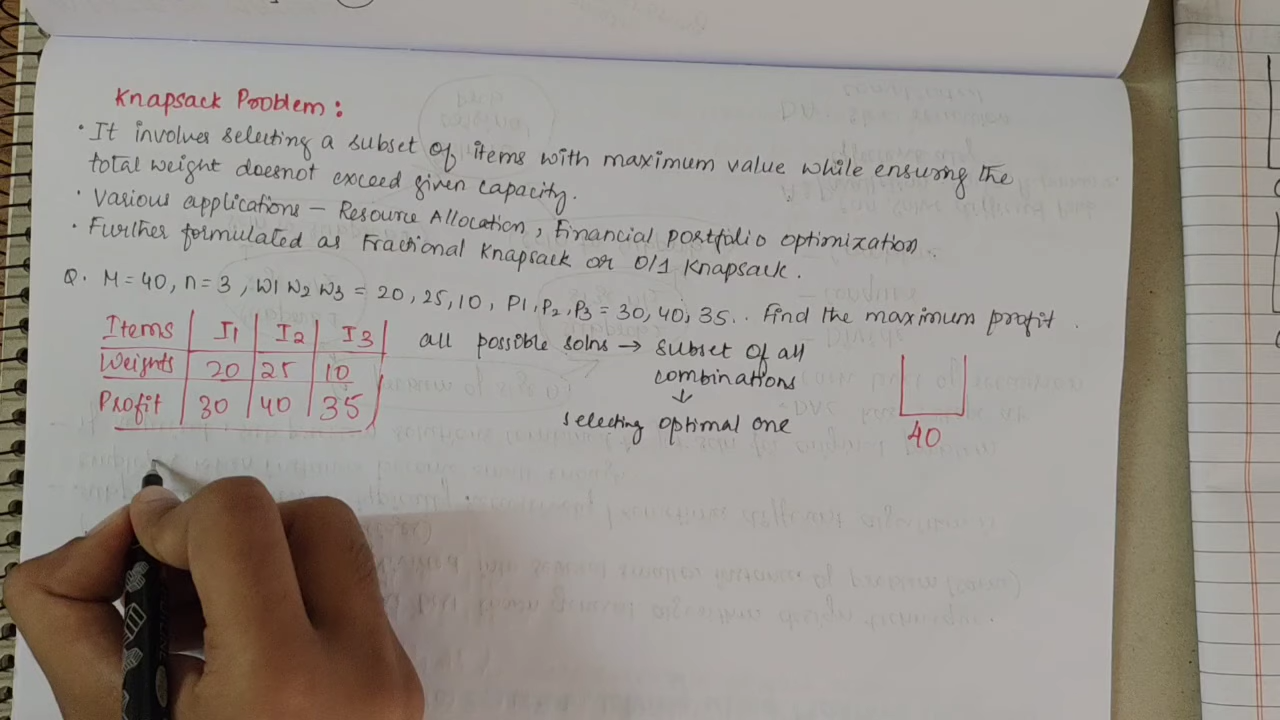 Knapsack Problem:
• It involves selecting a subset of items with maximum value while ensuring the
total weight doesnot exceed given capacity.
• Various applications - Resource Allocation, Financial portfolio optimization.
• Further formulated as Fractional Knapsack or 0/1 Knapsack.
Q. M=40, n=3, w1 w2 w3 = 20, 25, 10, P1, P2, P3 = 30, 40, 35.. Find the maximum profit.
Items I1 I2 I3
Weights 20 25 10
Profit 30 40 35
all possible solns → subset of all
combinations
↓
selecting optimal one
40